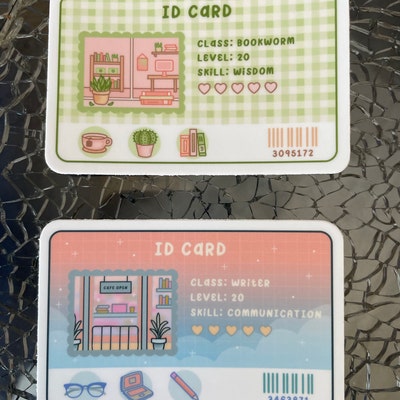 ID CARD
CLASS: BOOKWORM
LEVEL: 20
SKILL: WISDOM
3095172
ID CARD
CAFE OPEN
CLASS: WRITER
LEVEL: 20
SKILL: COMMUNICATION